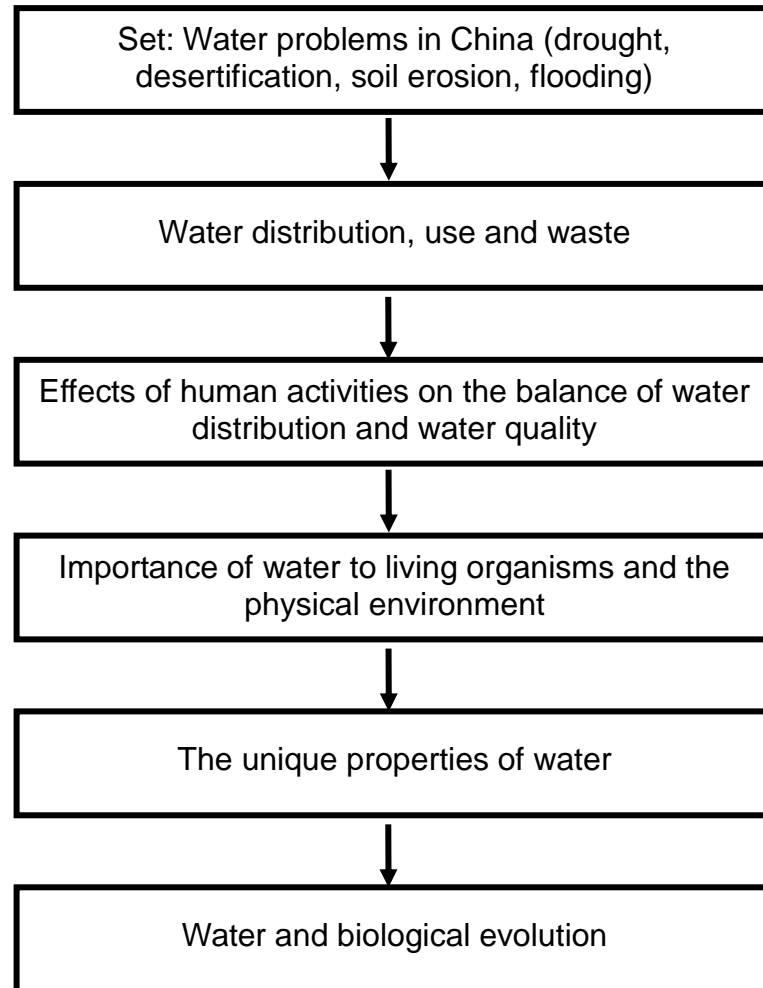 Set: Water problems in China (drought,
desertification, soil erosion, flooding)
Water distribution, use and waste
Effects of human activities on the balance of water
distribution and water quality
Importance of water to living organisms and the
physical environment
The unique properties of water
Water and biological evolution